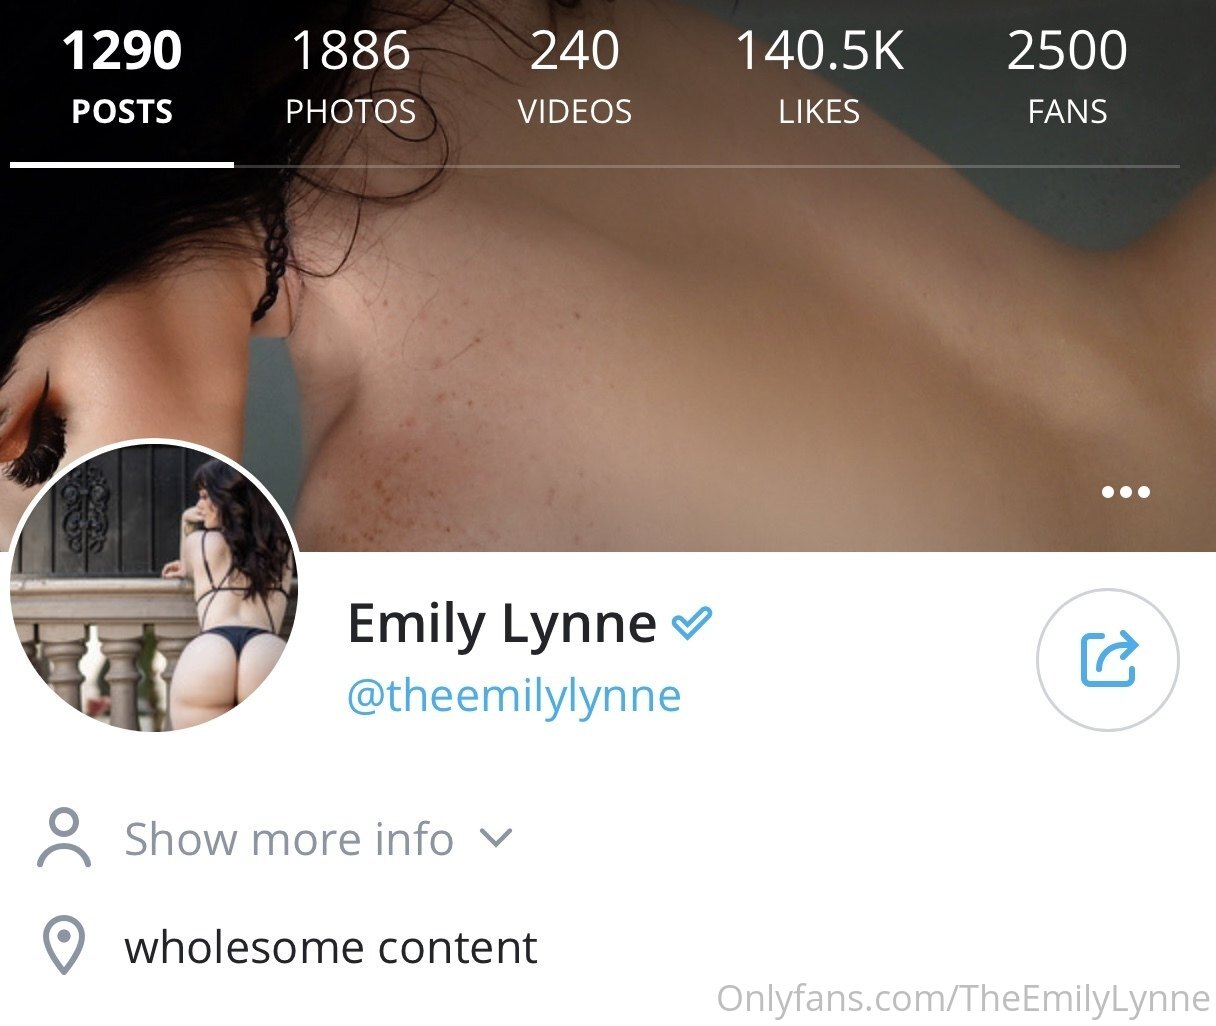 1290 1886 240 140.5K 2500
POSTS PHOTOS VIDEOS LIKES FANS
Emily Lynne
@theemilylynne
Show more info
wholesome content
Onlyfans.com/TheEmilyLynne